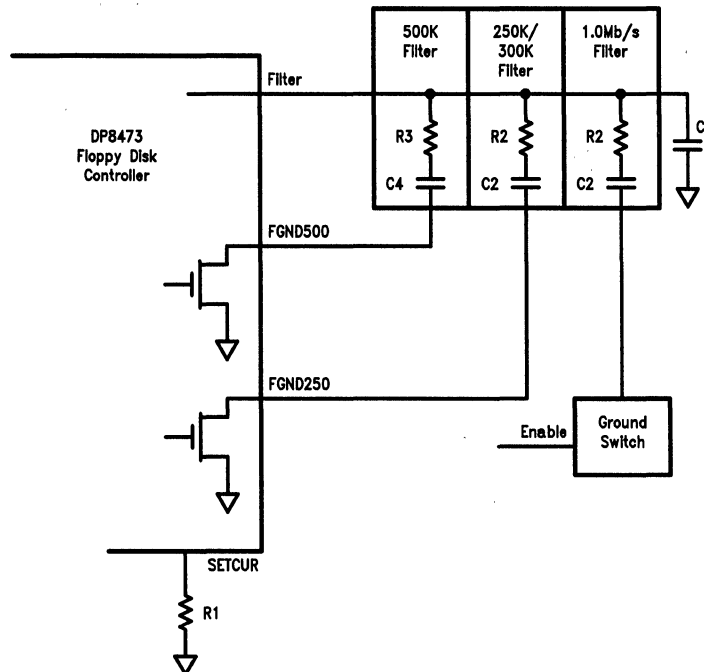 500K
Filter
250K/
300K
Filter
1.0Mb/s
Filter
Filter
DP8473
Floppy Disk
Controller
R3
R2
R2
C
C4
C2
C2
FGND500
FGND250
Enable
Ground
Switch
SETCUR
R1